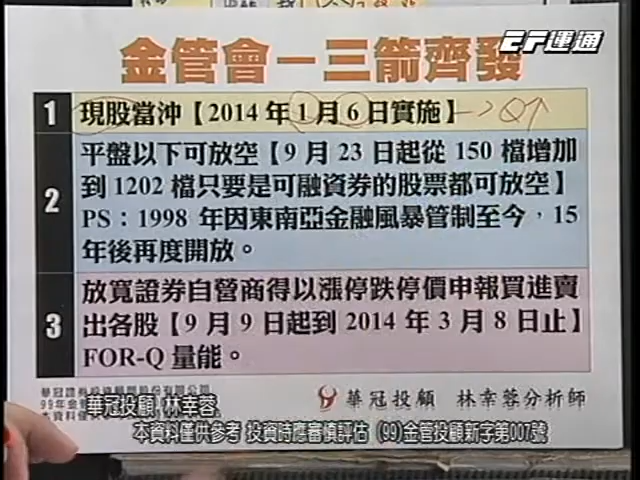 EF運通
金管會－三箭齊發
1 現股當沖【2014 年 1 月 6 日實施】 → Q↑
2 平盤以下可放空【9 月 23 日起從 150 檔增加
到 1202 檔只要是可融資券的股票都可放空】
PS：1998 年因東南亞金融風暴管制至今，15
年後再度開放。
3 放寬證券自營商得以漲停跌停價申報買進賣
出各股【9 月 9 日起到 2014 年 3 月 8 日止】
FOR-Q 量能。
華冠投顧 林幸蓉分析師
華冠投顧 林幸蓉
本資料僅供參考 投資時應審慎評估 (99)金管投顧新字第007號